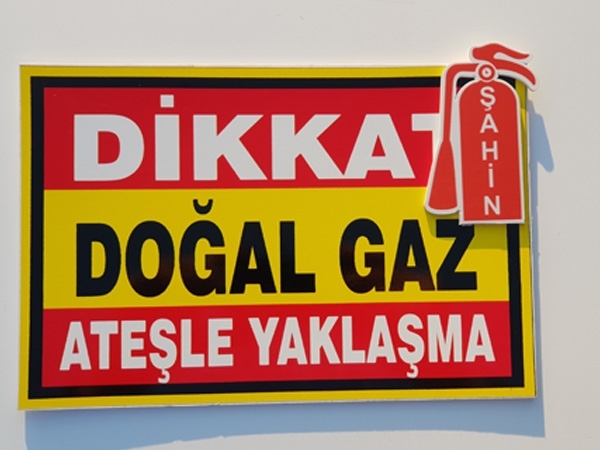 DİKKAT
DOĞAL GAZ
ATEŞLE YAKLAŞMA
ŞAHİN